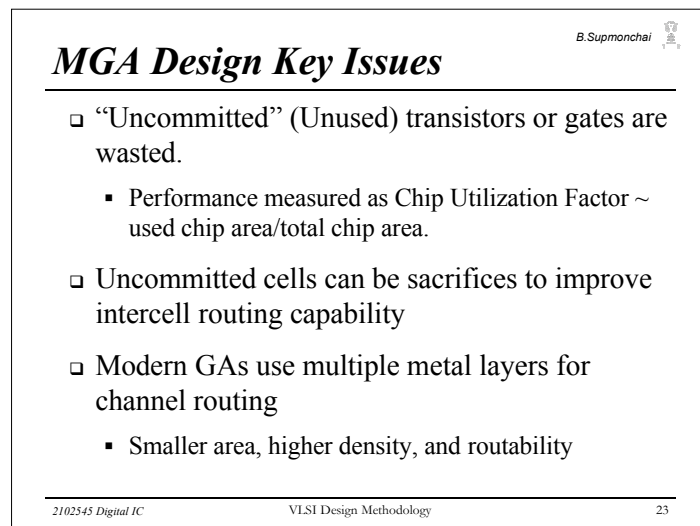 B.Supmonchai
MGA Design Key Issues
❑ “Uncommitted” (Unused) transistors or gates are
wasted.
▪ Performance measured as Chip Utilization Factor ~
used chip area/total chip area.
❑ Uncommitted cells can be sacrifices to improve
intercell routing capability
❑ Modern GAs use multiple metal layers for
channel routing
▪ Smaller area, higher density, and routability
2102545 Digital IC VLSI Design Methodology 23